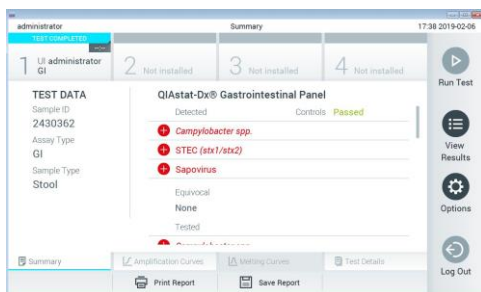 administrator Summary 17:38 2019-02-06
TEST COMPLETED
1 UI administrator GI
2 Not installed
3 Not installed
4 Not installed
Run Test
View Results
Options
Log Out
TEST DATA
Sample ID
2430362
Assay Type
GI
Sample Type
Stool
QIAstat-Dx® Gastrointestinal Panel
Detected Controls Passed
Campylobacter spp.
STEC (stx1/stx2)
Sapovirus
Equivocal
None
Tested
Summary
Amplification Curves
Melting Curves
Test Details
Print Report
Save Report